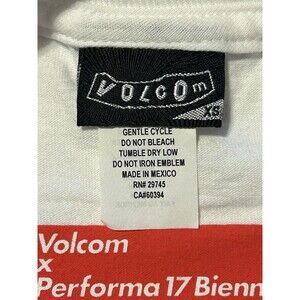 VOLCOM
XS
GENTLE CYCLE
DO NOT BLEACH
TUMBLE DRY LOW
DO NOT IRON EMBLEM
MADE IN MEXICO
RN# 29745
CA#60394
Volcom
x
Performa 17 Bienn